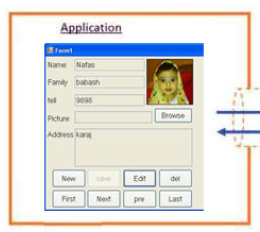 Application
Form1
Name Nafas
Family babash
tell 9898
Picture Browse
Address karaj
New save Edit del
First Next pre Last